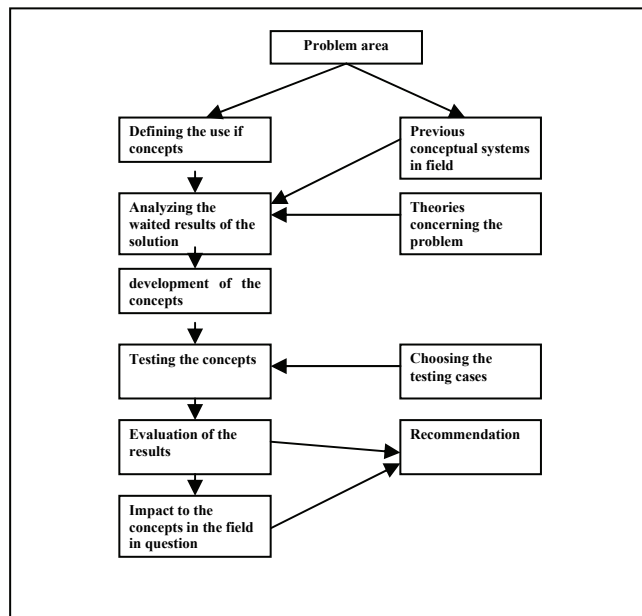 Problem area
Defining the use if
concepts
Previous
conceptual systems
in field
Analyzing the
waited results of the
solution
Theories
concerning the
problem
development of the
concepts
Testing the concepts
Choosing the
testing cases
Evaluation of the
results
Recommendation
Impact to the
concepts in the field
in question